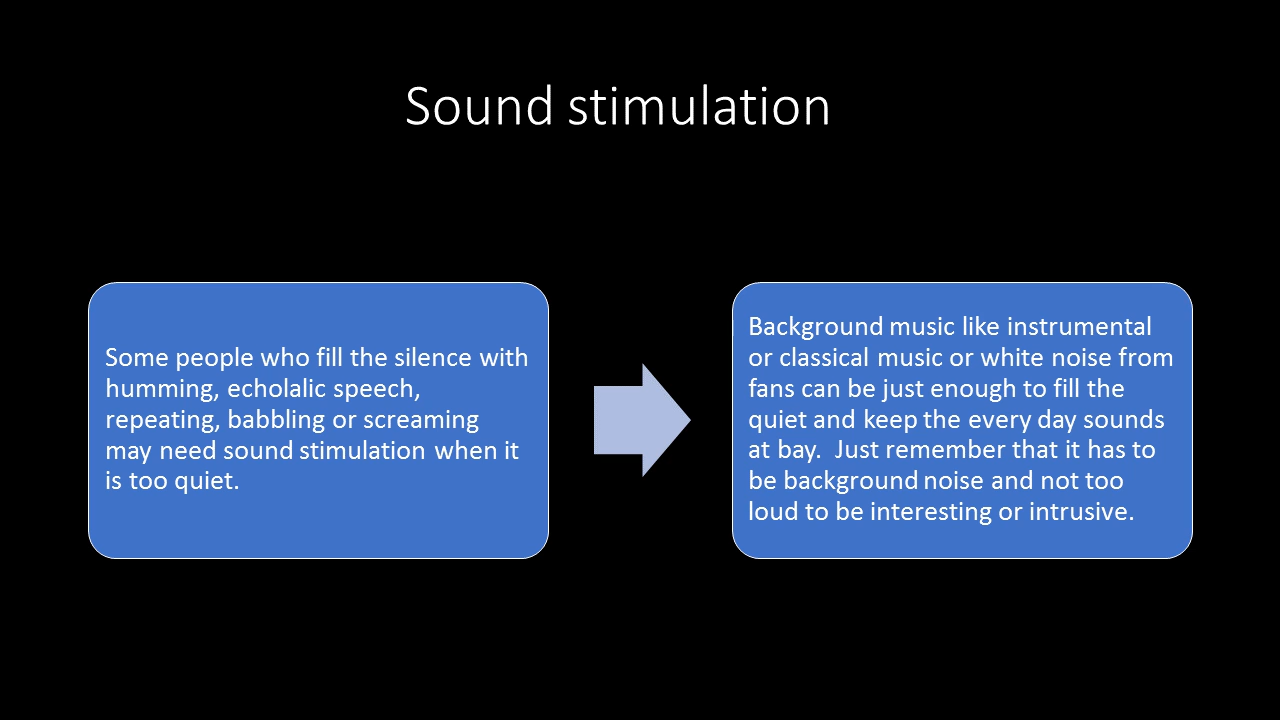 Sound stimulation
Some people who fill the silence with
humming, echolalic speech,
repeating, babbling or screaming
may need sound stimulation when it
is too quiet.
Background music like instrumental
or classical music or white noise from
fans can be just enough to fill the
quiet and keep the every day sounds
at bay.  Just remember that it has to
be background noise and not too
loud to be interesting or intrusive.